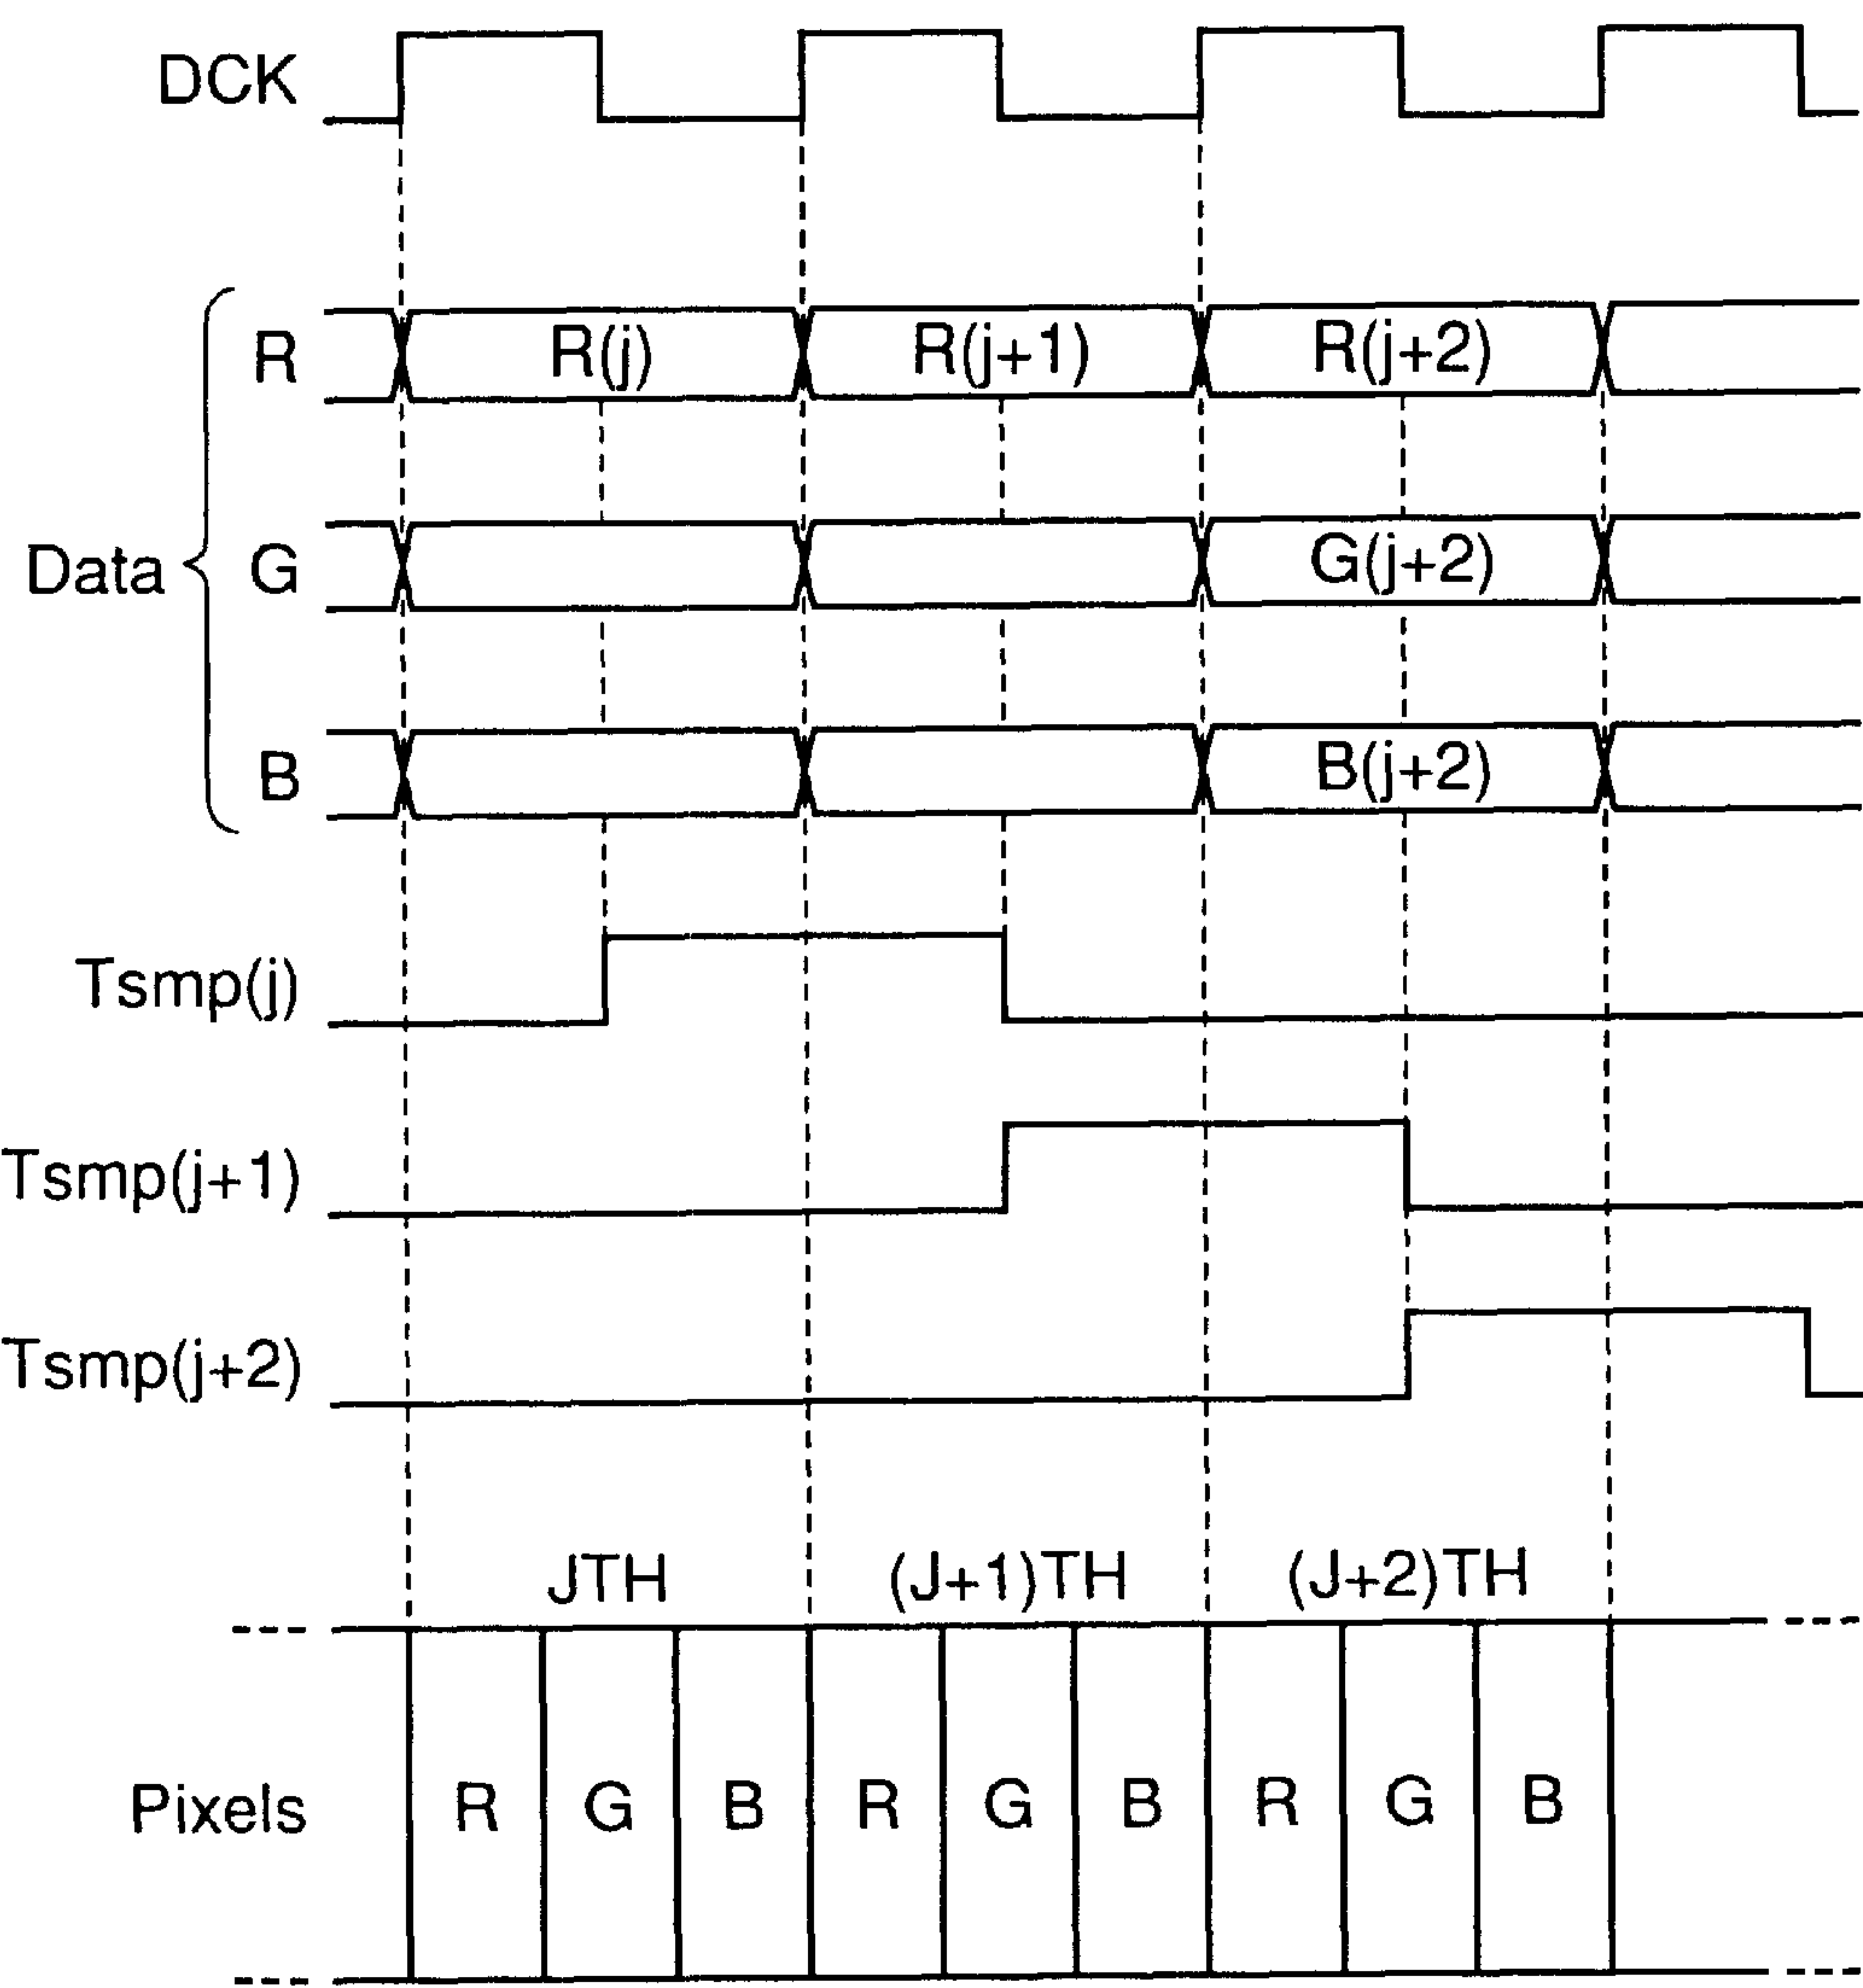 DCK
R R(j) R(j+1) R(j+2)
Data G G(j+2)
B B(j+2)
Tsmp(j)
Tsmp(j+1)
Tsmp(j+2)
JTH (J+1)TH (J+2)TH
Pixels R G B R G B R G B